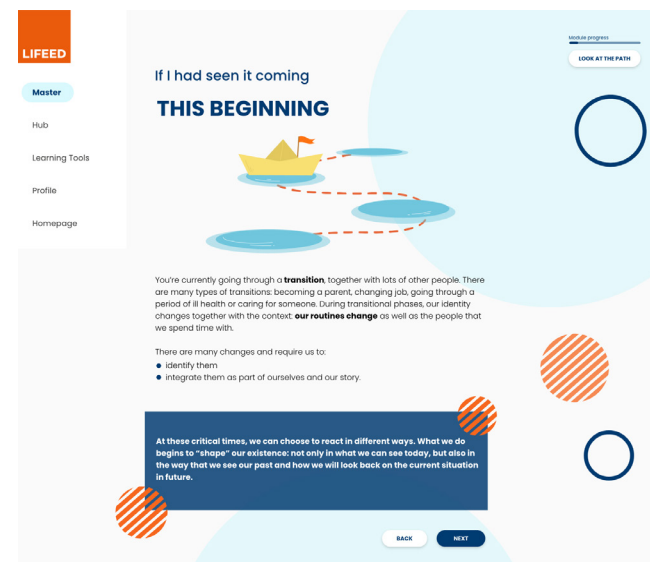 LIFEED
Master
Hub
Learning Tools
Profile
Homepage
Module progress
LOOK AT THE PATH
If I had seen it coming
THIS BEGINNING
You're currently going through a transition, together with lots of other people. There
are many types of transitions: becoming a parent, changing job, going through a
period of ill health or caring for someone. During transitional phases, our identity
changes together with the context: our routines change as well as the people that
we spend time with.
There are many changes and require us to:
identify them
integrate them as part of ourselves and our story.
At these critical times, we can choose to react in different ways. What we do
begins to “shape” our existence: not only in what we can see today, but also in
the way that we see our past and how we will look back on the current situation
in future.
BACK
NEXT